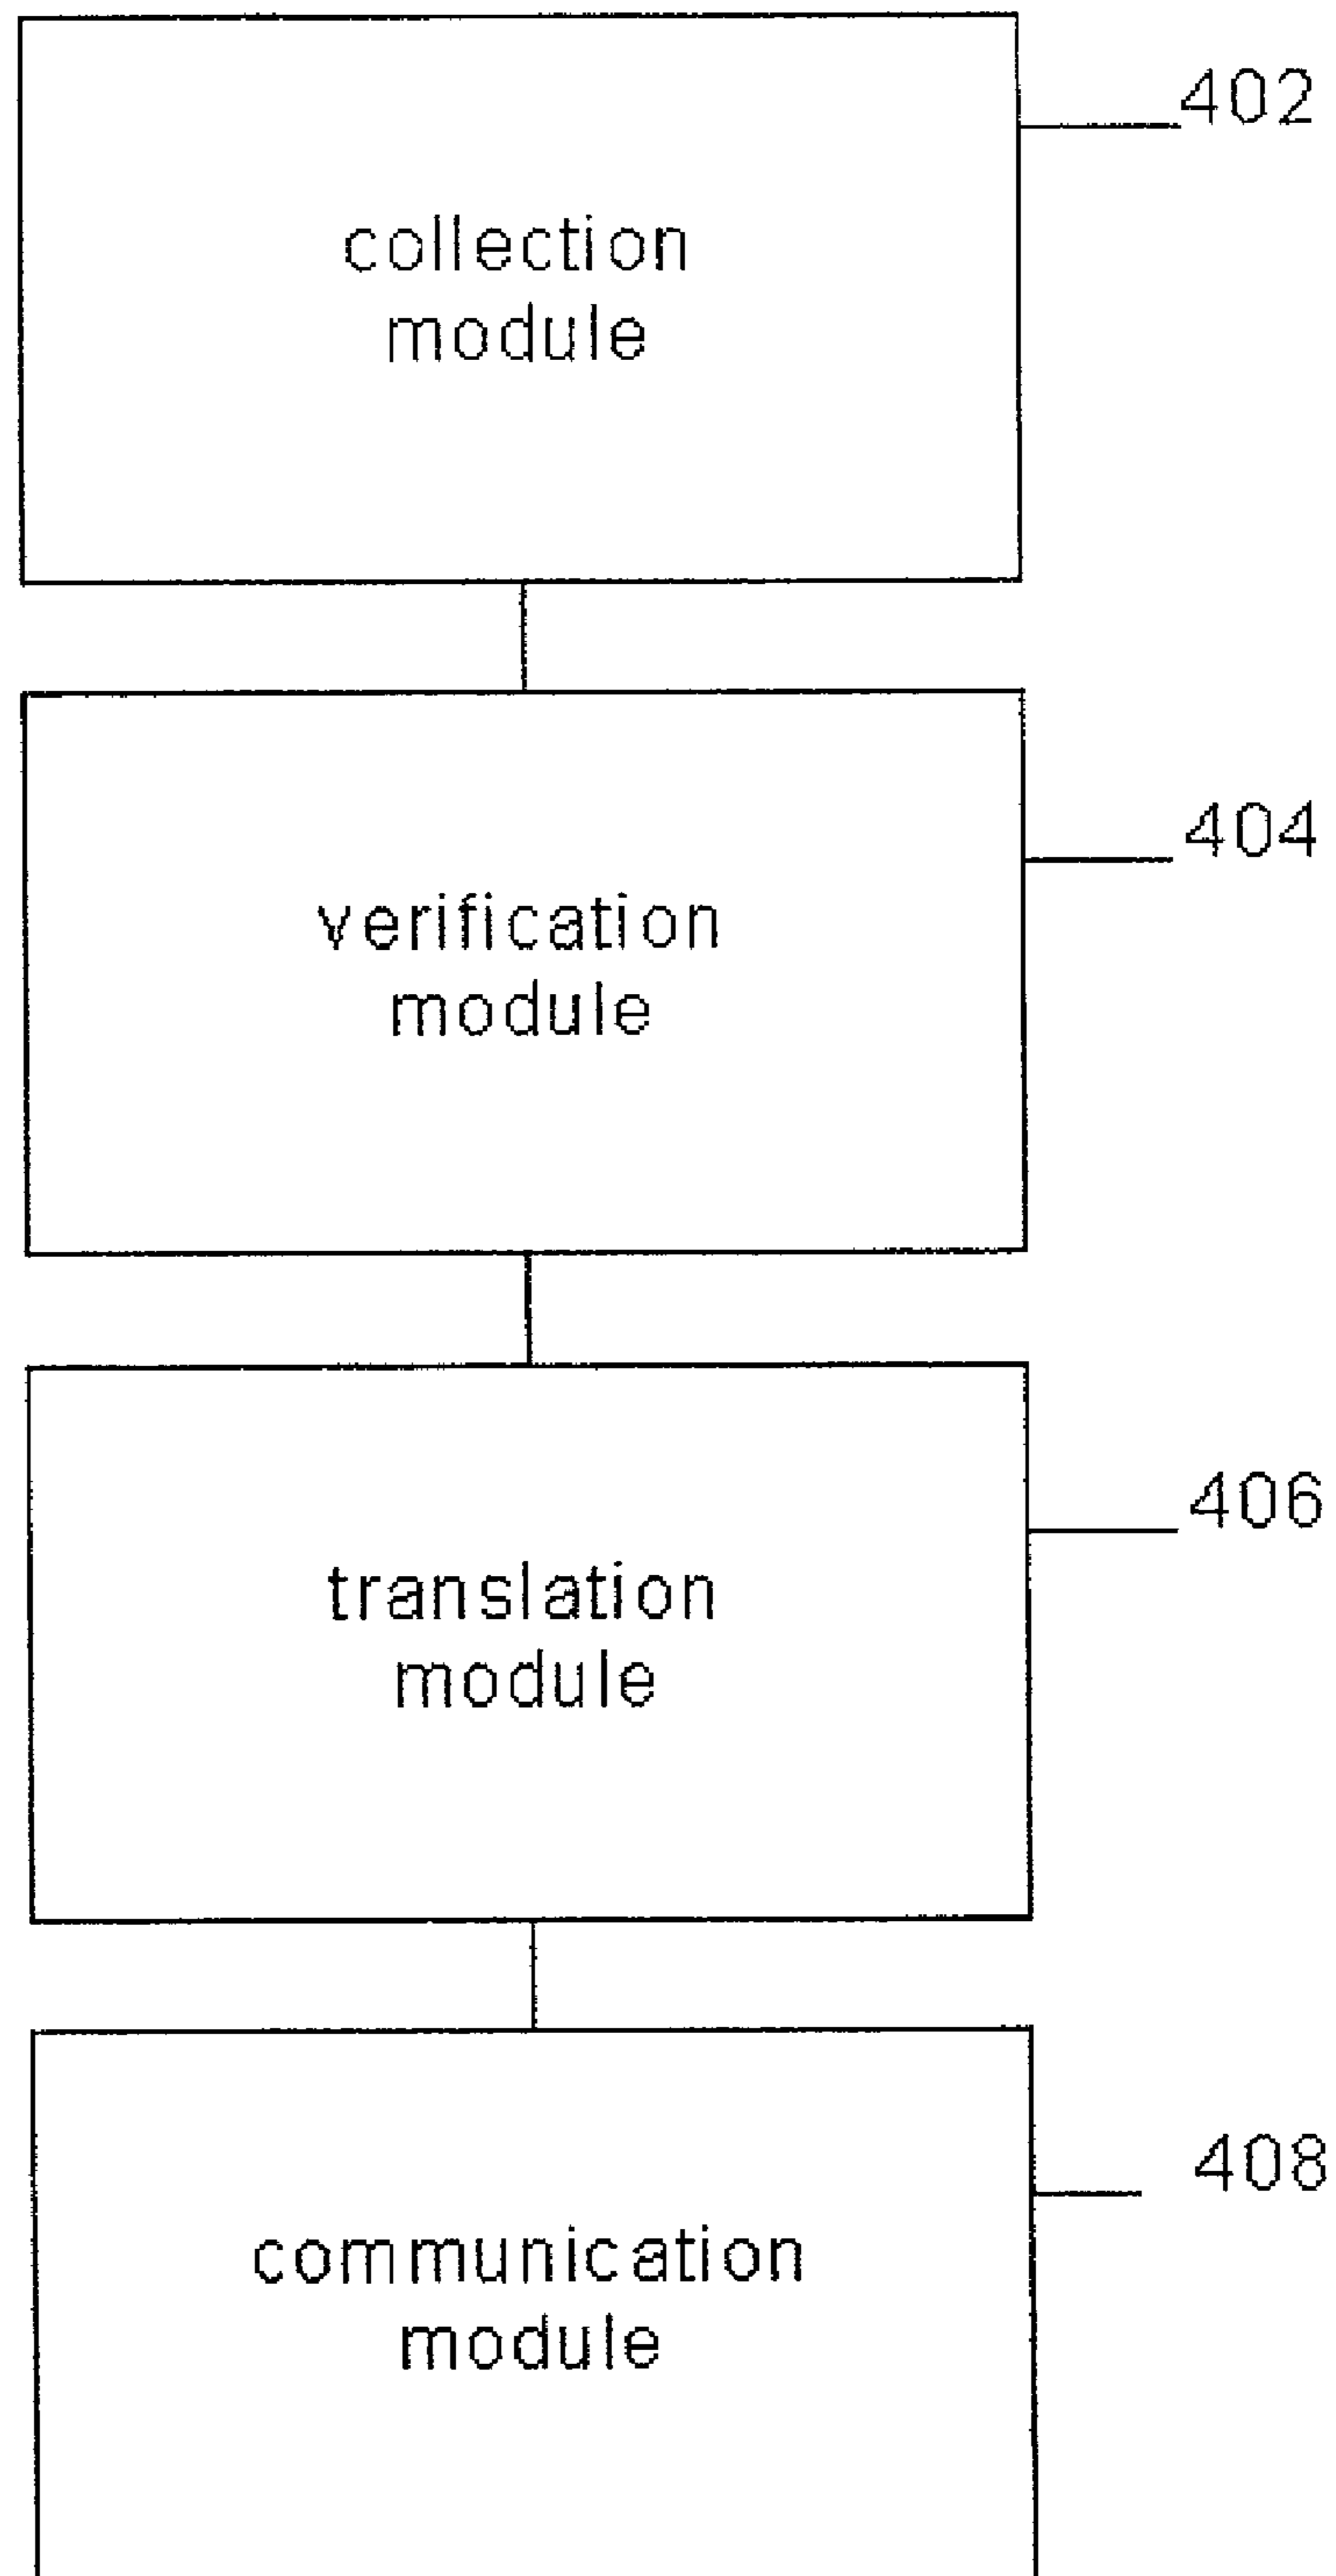 402
collection
module
404
verification
module
406
translation
module
408
communication
module